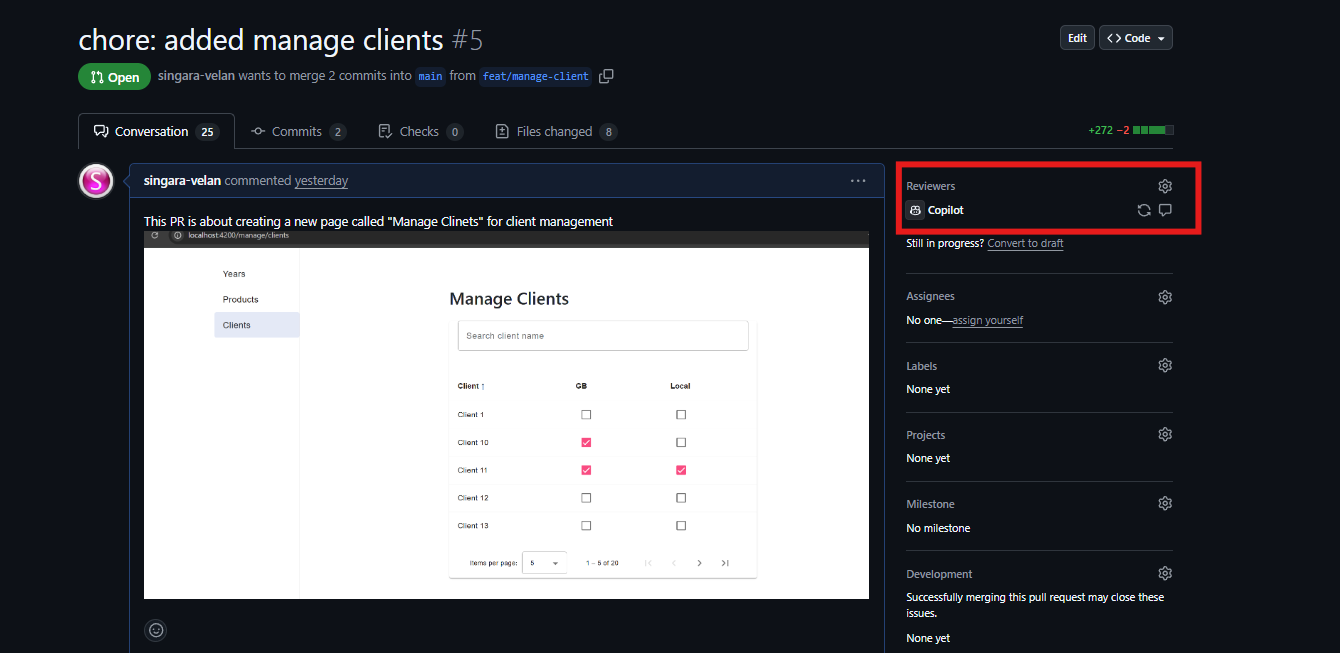 chore: added manage clients #5
Edit
Code
Open
singara-velan wants to merge 2 commits into main from feat/manage-client
Conversation 25
Commits 2
Checks 0
Files changed 8
+272 −2
S
singara-velan commented yesterday
This PR is about creating a new page called "Manage Clinets" for client management
localhost:4200/manage/clients
Years
Products
Clients
Manage Clients
Search client name
Client ↑ GB Local
Client 1
Client 10
Client 11
Client 12
Client 13
Items per page: 5 1 – 5 of 20
Reviewers
Copilot
Still in progress? Convert to draft
Assignees
No one—assign yourself
Labels
None yet
Projects
None yet
Milestone
No milestone
Development
Successfully merging this pull request may close these
issues.
None yet